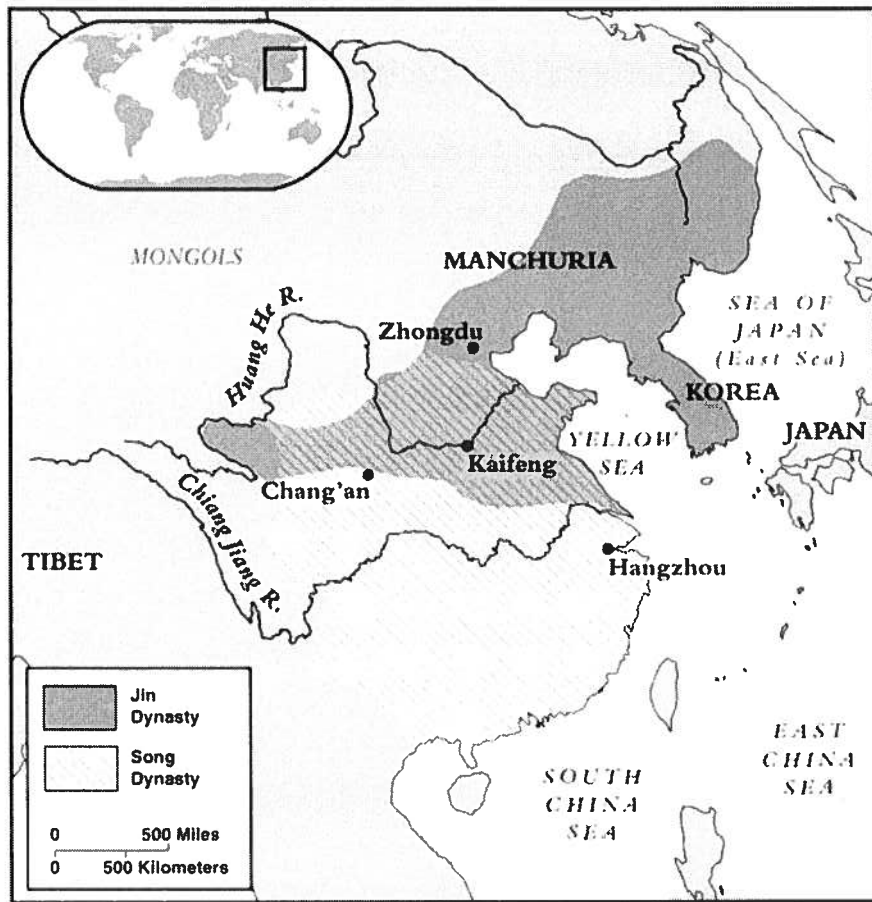 MONGOLS
MANCHURIA
Huang He R.
Zhongdu
SEA OF
JAPAN
(East Sea)
KOREA
JAPAN
YELLOW
SEA
Kaifeng
Chang'an
Chiang Jiang R.
TIBET
Hangzhou
Jin
Dynasty
Song
Dynasty
0 500 Miles
0 500 Kilometers
SOUTH
CHINA
SEA
EAST
CHINA
SEA